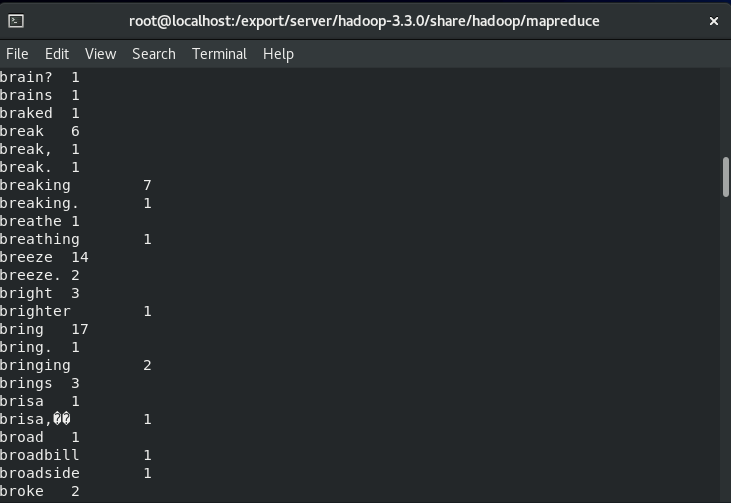 root@localhost:/export/server/hadoop-3.3.0/share/hadoop/mapreduce ×
File Edit View Search Terminal Help
brain? 1
brains 1
braked 1
break 6
break, 1
break. 1
breaking 7
breaking. 1
breathe 1
breathing 1
breeze 14
breeze. 2
bright 3
brighter 1
bring 17
bring. 1
bringing 2
brings 3
brisa 1
brisa,�� 1
broad 1
broadbill 1
broadside 1
broke 2